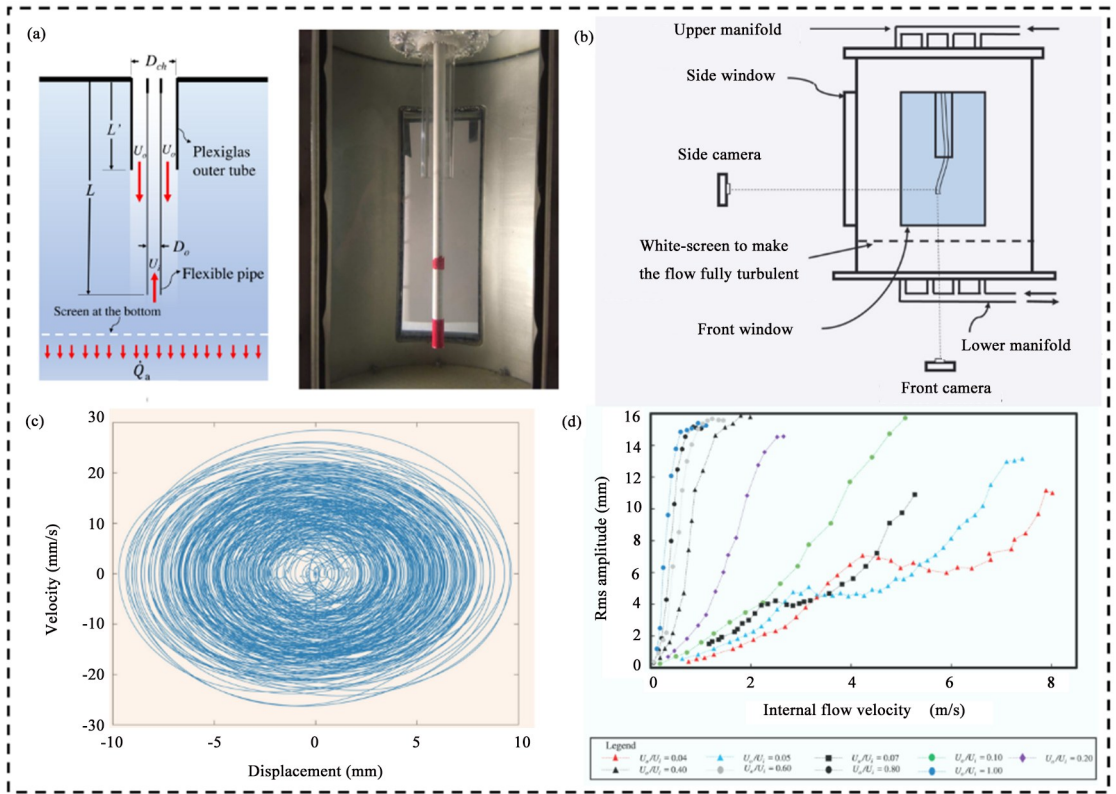 (a)
D_ch
L'
U_o
U_o
Plexiglas
outer tube
L
D_o
U_i
Flexible pipe
Screen at the bottom
Q̇_a
(b)
Upper manifold
Side window
Side camera
White-screen to make
the flow fully turbulent
Front window
Lower manifold
Front camera
(c)
30
20
10
0
-10
-20
-30
Velocity (mm/s)
-10
-5
0
5
10
Displacement (mm)
(d)
16
14
12
10
8
6
4
2
0
Rms amplitude (mm)
0
2
4
6
8
Internal flow velocity (m/s)
Legend
U_o/U_i = 0.04
U_o/U_i = 0.05
U_o/U_i = 0.07
U_o/U_i = 0.10
U_o/U_i = 0.20
U_o/U_i = 0.40
U_o/U_i = 0.60
U_o/U_i = 0.80
U_o/U_i = 1.00